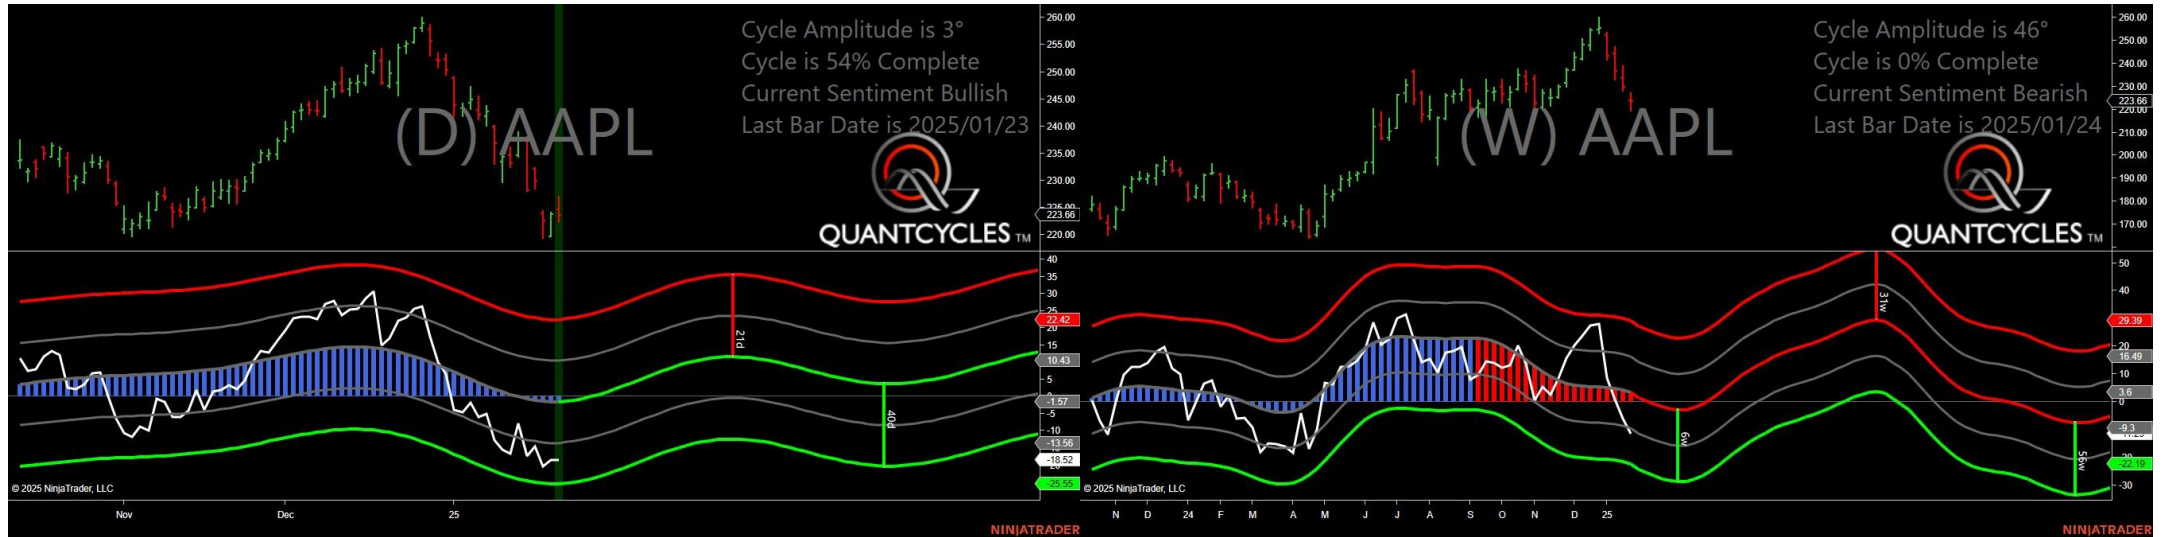 Cycle Amplitude is 3°
Cycle is 54% Complete
Current Sentiment Bullish
Last Bar Date is 2025/01/23
(D) AAPL
QUANTCYCLES TM
260.00
255.00
250.00
245.00
240.00
235.00
230.00
225.00
223.66
220.00
40
35
30
25
22.42
20
15
10.43
5
-1.57
-5
-10
-13.56
-18.52
-25.55
21d
40d
© 2025 NinjaTrader, LLC
Nov
Dec
25
NINJATRADER
Cycle Amplitude is 46°
Cycle is 0% Complete
Current Sentiment Bearish
Last Bar Date is 2025/01/24
(W) AAPL
QUANTCYCLES TM
260.00
250.00
240.00
230.00
223.66
220.00
210.00
200.00
190.00
180.00
170.00
50
40
29.39
20
16.49
10
3.6
0
-9.3
-22.19
-30
31w
6w
56w
© 2025 NinjaTrader, LLC
N D 24 F M A M J J A S O N D 25
NINJATRADER